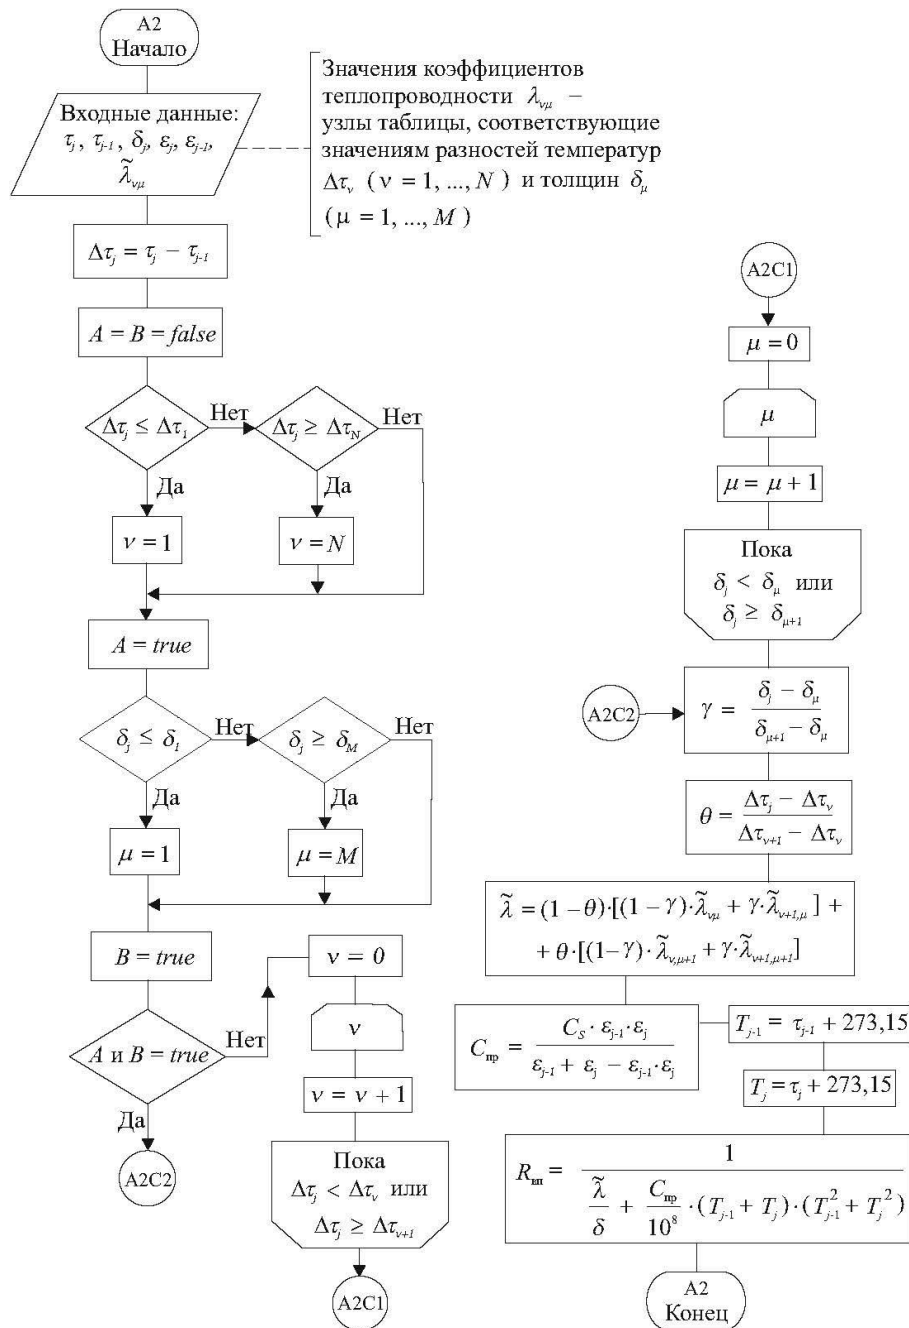 A2
Начало
Входные данные:
τj, τj-1, δj, εj, εj-1,
λ̃νμ
Значения коэффициентов
теплопроводности λνμ –
узлы таблицы, соответствующие
значениям разностей температур
Δτν (ν = 1, ..., N) и толщин δμ
(μ = 1, ..., M)
Δτj = τj – τj-1
A = B = false
Δτj ≤ Δτ1
Нет
Δτj ≥ ΔτN
Нет
Да
Да
ν = 1
ν = N
A = true
δj ≤ δ1
Нет
δj ≥ δM
Нет
Да
Да
μ = 1
μ = M
B = true
A и B = true
Нет
Да
A2C2
ν = 0
ν
ν = ν + 1
Пока
Δτj < Δτν или
Δτj ≥ Δτν+1
A2C1
A2C1
μ = 0
μ
μ = μ + 1
Пока
δj < δμ или
δj ≥ δμ+1
A2C2
γ = (δj – δμ) / (δμ+1 – δμ)
θ = (Δτj – Δτν) / (Δτν+1 – Δτν)
λ̃ = (1 – θ)·[(1 – γ)·λ̃νμ + γ·λ̃ν+1,μ] +
+ θ·[(1–γ)·λ̃ν,μ+1 + γ·λ̃ν+1,μ+1]
Cпр = (CS · εj-1·εj) / (εj-1 + εj – εj-1·εj)
Tj-1 = τj-1 + 273,15
Tj = τj + 273,15
Rвп = 1 / (λ̃/δ + Cпр/10⁸ ·(Tj-1 + Tj)·(Tj-1² + Tj²))
A2
Конец